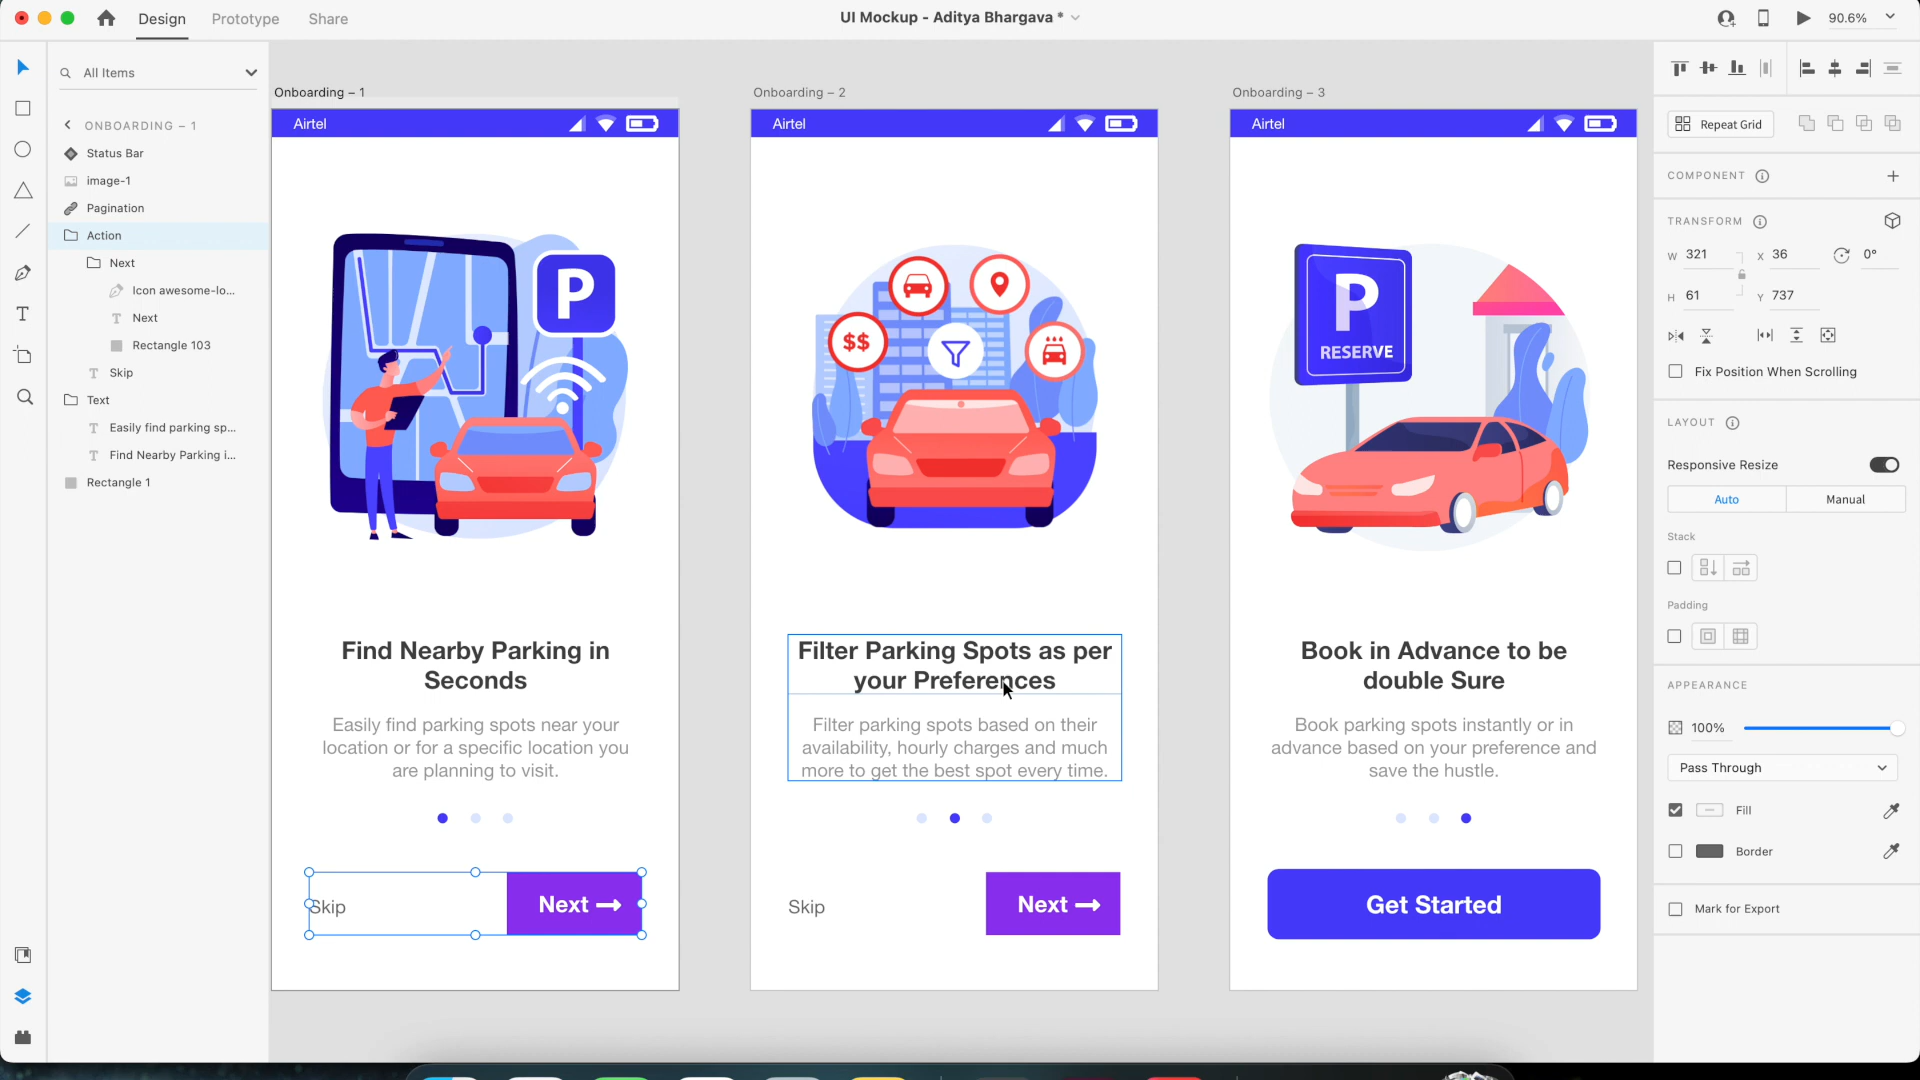 Design
Prototype
Share
UI Mockup - Aditya Bhargava *
90.6%
All Items
ONBOARDING – 1
Status Bar
image-1
Pagination
Action
Next
Icon awesome-lo...
Next
Rectangle 103
Skip
Text
Easily find parking sp...
Find Nearby Parking i...
Rectangle 1
Onboarding – 1
Airtel
P
Find Nearby Parking in
Seconds
Easily find parking spots near your
location or for a specific location you
are planning to visit.
Skip
Next
Onboarding – 2
Airtel
$$
Filter Parking Spots as per
your Preferences
Filter parking spots based on their
availability, hourly charges and much
more to get the best spot every time.
Skip
Next
Onboarding – 3
Airtel
P
RESERVE
Book in Advance to be
double Sure
Book parking spots instantly or in
advance based on your preference and
save the hustle.
Get Started
Repeat Grid
COMPONENT
TRANSFORM
W 321 X 36 0°
H 61 Y 737
Fix Position When Scrolling
LAYOUT
Responsive Resize
Auto
Manual
Stack
Padding
APPEARANCE
100%
Pass Through
Fill
Border
Mark for Export